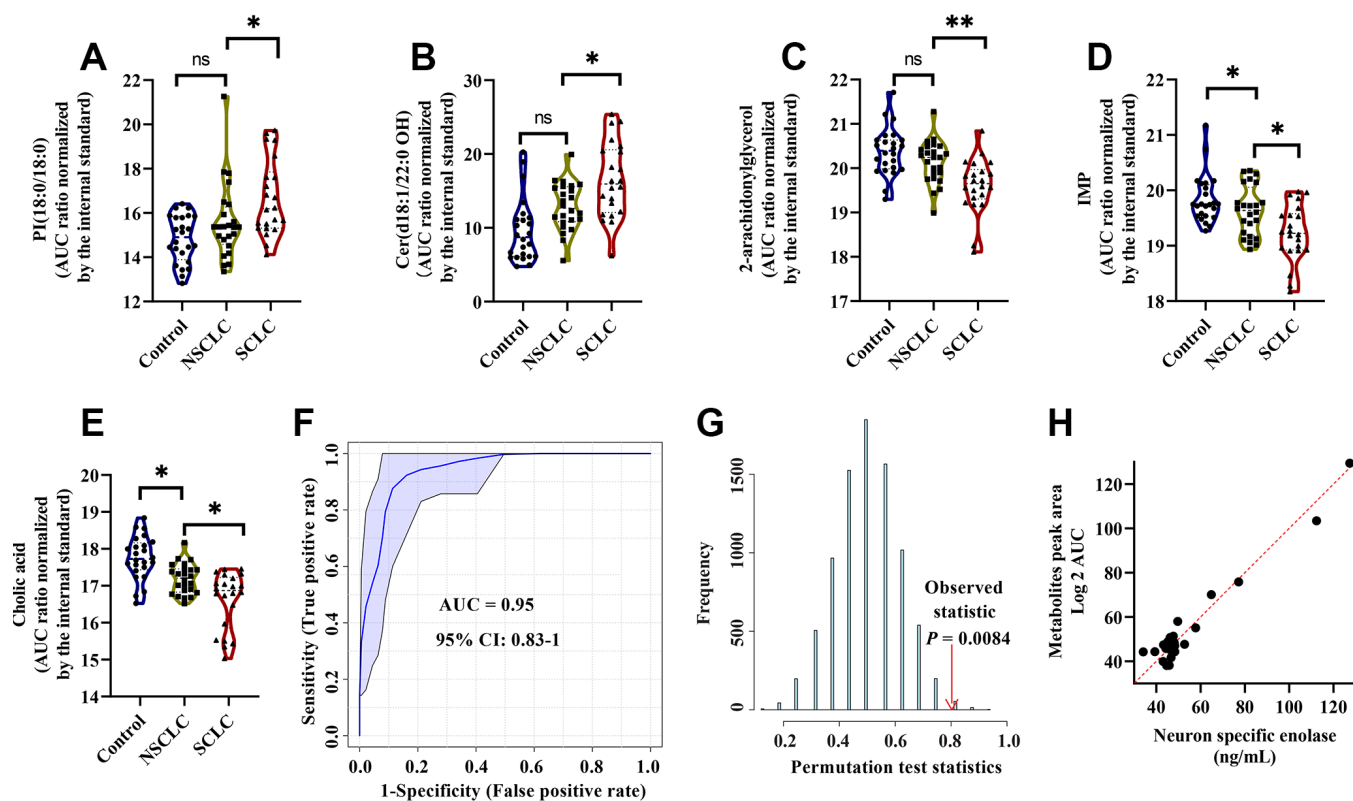 A
PI(18:0/18:0)
(AUC ratio normalized
by the internal standard)
22
20
18
16
14
12
ns
*
Control
NSCLC
SCLC
B
Cer(d18:1/22:0 OH)
(AUC ratio normalized
by the internal standard)
30
20
10
0
ns
*
Control
NSCLC
SCLC
C
2-arachidonylglycerol
(AUC ratio normalized
by the internal standard)
22
21
20
19
18
17
ns
**
Control
NSCLC
SCLC
D
IMP
(AUC ratio normalized
by the internal standard)
22
21
20
19
18
*
*
Control
NSCLC
SCLC
E
Cholic acid
(AUC ratio normalized
by the internal standard)
20
19
18
17
16
15
14
*
*
Control
NSCLC
SCLC
F
Sensitivity (True positive rate)
1.0
0.8
0.6
0.4
0.2
0.0
AUC = 0.95
95% CI: 0.83-1
0.0 0.2 0.4 0.6 0.8 1.0
1-Specificity (False positive rate)
G
Frequency
1500
1000
500
0
Observed
statistic
P = 0.0084
0.2 0.4 0.6 0.8 1.0
Permutation test statistics
H
Metabolites peak area
Log 2 AUC
120
100
80
60
40
40 60 80 100 120
Neuron specific enolase
(ng/mL)